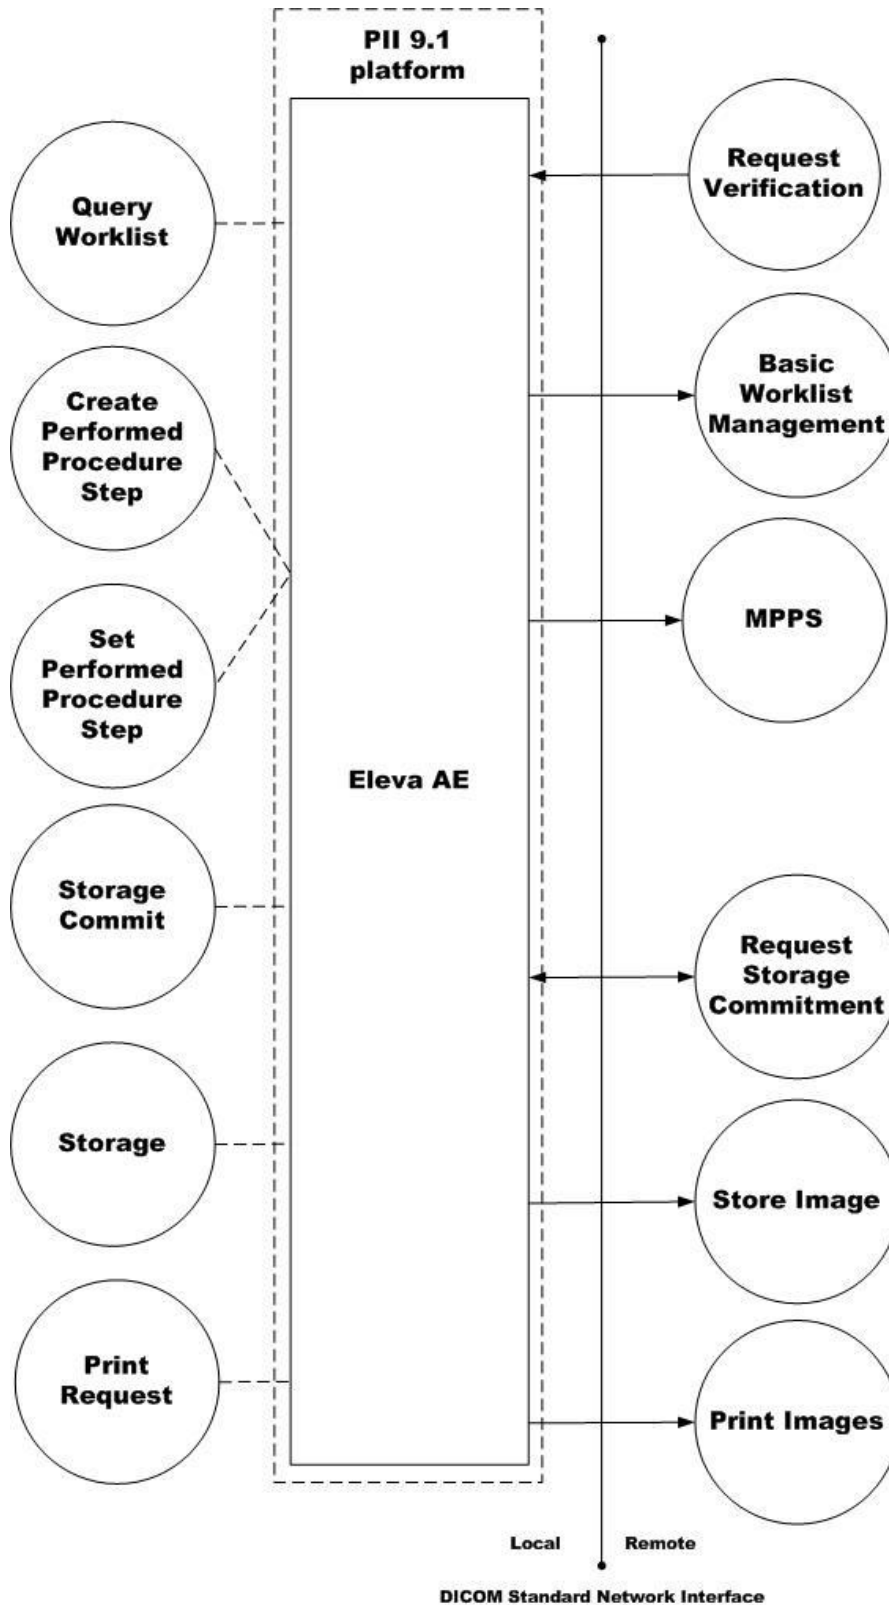 PII 9.1
platform
Query
Worklist
Create
Performed
Procedure
Step
Set
Performed
Procedure
Step
Storage
Commit
Storage
Print
Request
Eleva AE
Request
Verification
Basic
Worklist
Management
MPPS
Request
Storage
Commitment
Store Image
Print Images
Local
Remote
DICOM Standard Network Interface